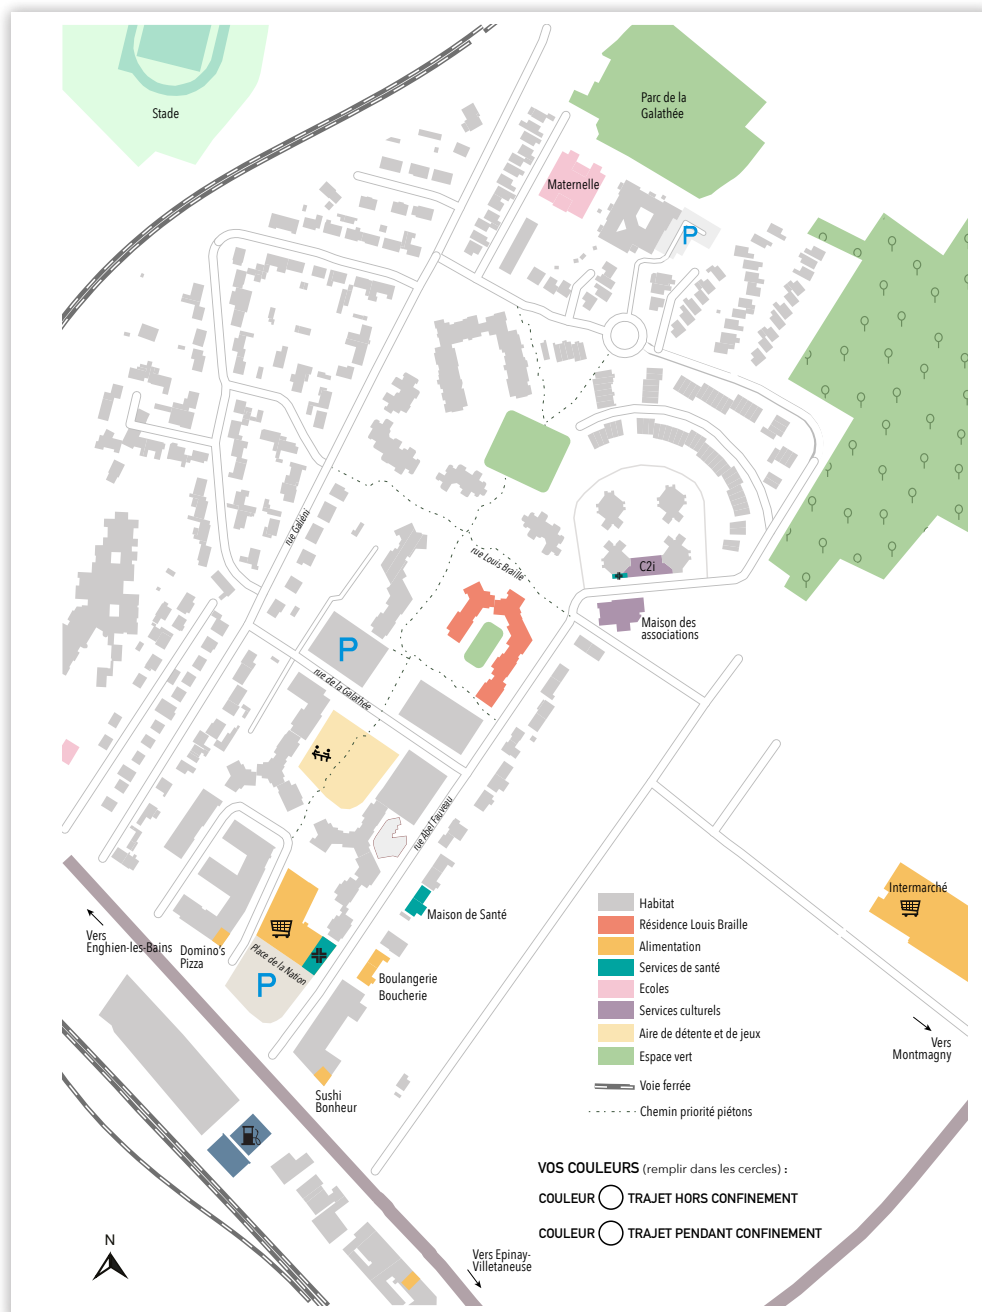 Stade
Parc de la
Galathée
Maternelle
P
rue Galiéni
rue Louis Braille
C2i
Maison des
associations
P
rue de la Galathée
rue Abel Fauveau
Maison de Santé
Intermarché
Vers
Enghien-les-Bains
Domino's
Pizza
Place de la Nation
P
Boulangerie
Boucherie
Sushi
Bonheur
Habitat
Résidence Louis Braille
Alimentation
Services de santé
Ecoles
Services culturels
Aire de détente et de jeux
Espace vert
Voie ferrée
Chemin priorité piétons
Vers
Montmagny
VOS COULEURS (remplir dans les cercles) :
COULEUR TRAJET HORS CONFINEMENT
COULEUR TRAJET PENDANT CONFINEMENT
N
Vers Epinay-
Villetaneuse